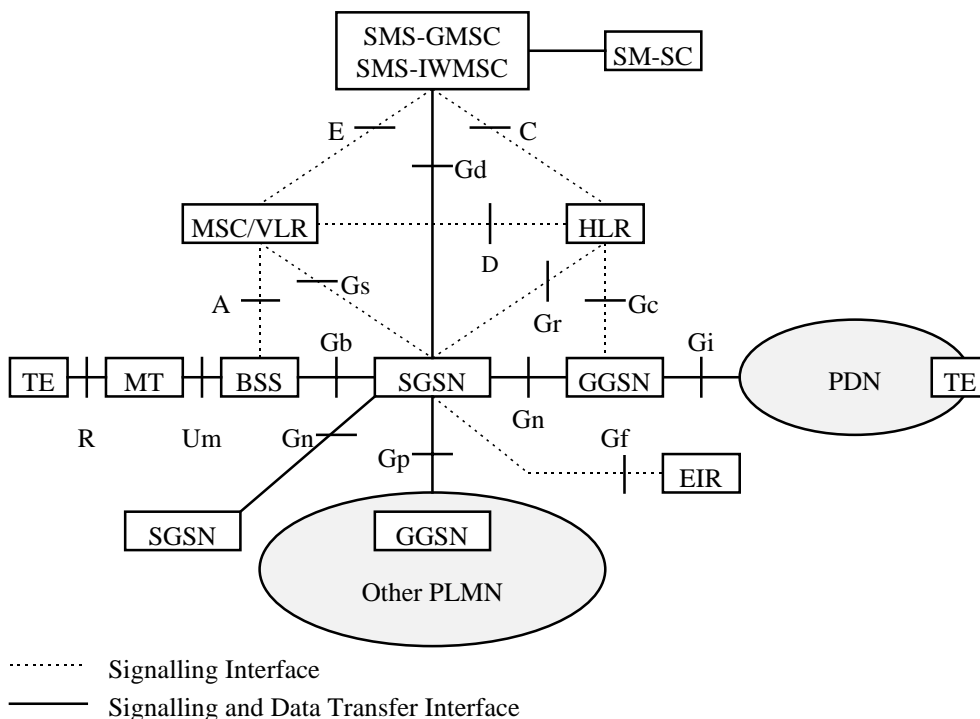 SMS-GMSC
SMS-IWMSC
SM-SC
E
C
Gd
MSC/VLR
HLR
D
Gs
A
Gr
Gc
Gb
Gi
TE
MT
BSS
SGSN
GGSN
PDN
TE
R
Um
Gn
Gn
Gf
Gp
EIR
SGSN
GGSN
Other PLMN
Signalling Interface
Signalling and Data Transfer Interface